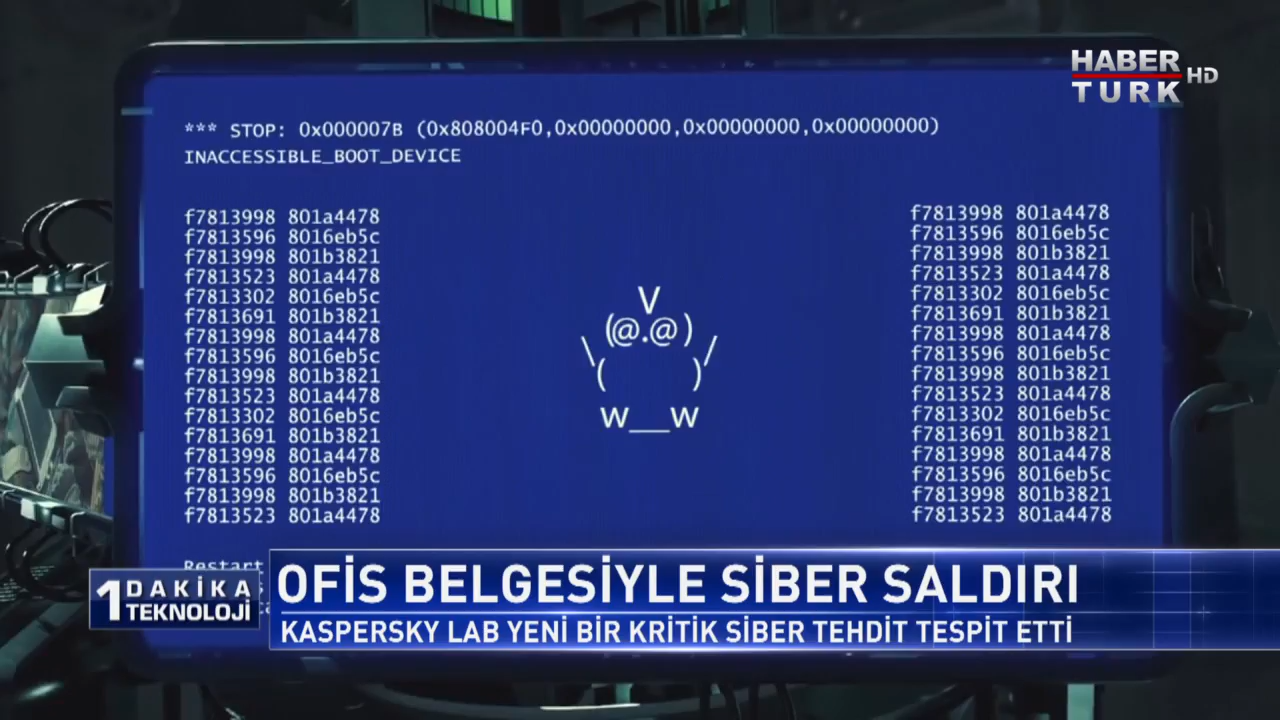 HABER
TURK HD
*** STOP: 0x000007B (0x808004F0,0x00000000,0x00000000,0x00000000)
INACCESSIBLE_BOOT_DEVICE
f7813998 801a4478
f7813596 8016eb5c
f7813998 801b3821
f7813523 801a4478
f7813302 8016eb5c
f7813691 801b3821
f7813998 801a4478
f7813596 8016eb5c
f7813998 801b3821
f7813523 801a4478
f7813302 8016eb5c
f7813691 801b3821
f7813998 801a4478
f7813596 8016eb5c
f7813998 801b3821
f7813523 801a4478
V
(@.@)
\ /
( )
w__w
f7813998 801a4478
f7813596 8016eb5c
f7813998 801b3821
f7813523 801a4478
f7813302 8016eb5c
f7813691 801b3821
f7813998 801a4478
f7813596 8016eb5c
f7813998 801b3821
f7813523 801a4478
f7813302 8016eb5c
f7813691 801b3821
f7813998 801a4478
f7813596 8016eb5c
f7813998 801b3821
f7813523 801a4478
Restart
1 DAKİKA
TEKNOLOJİ
OFİS BELGESİYLE SİBER SALDIRI
KASPERSKY LAB YENİ BİR KRİTİK SİBER TEHDİT TESPİT ETTİ